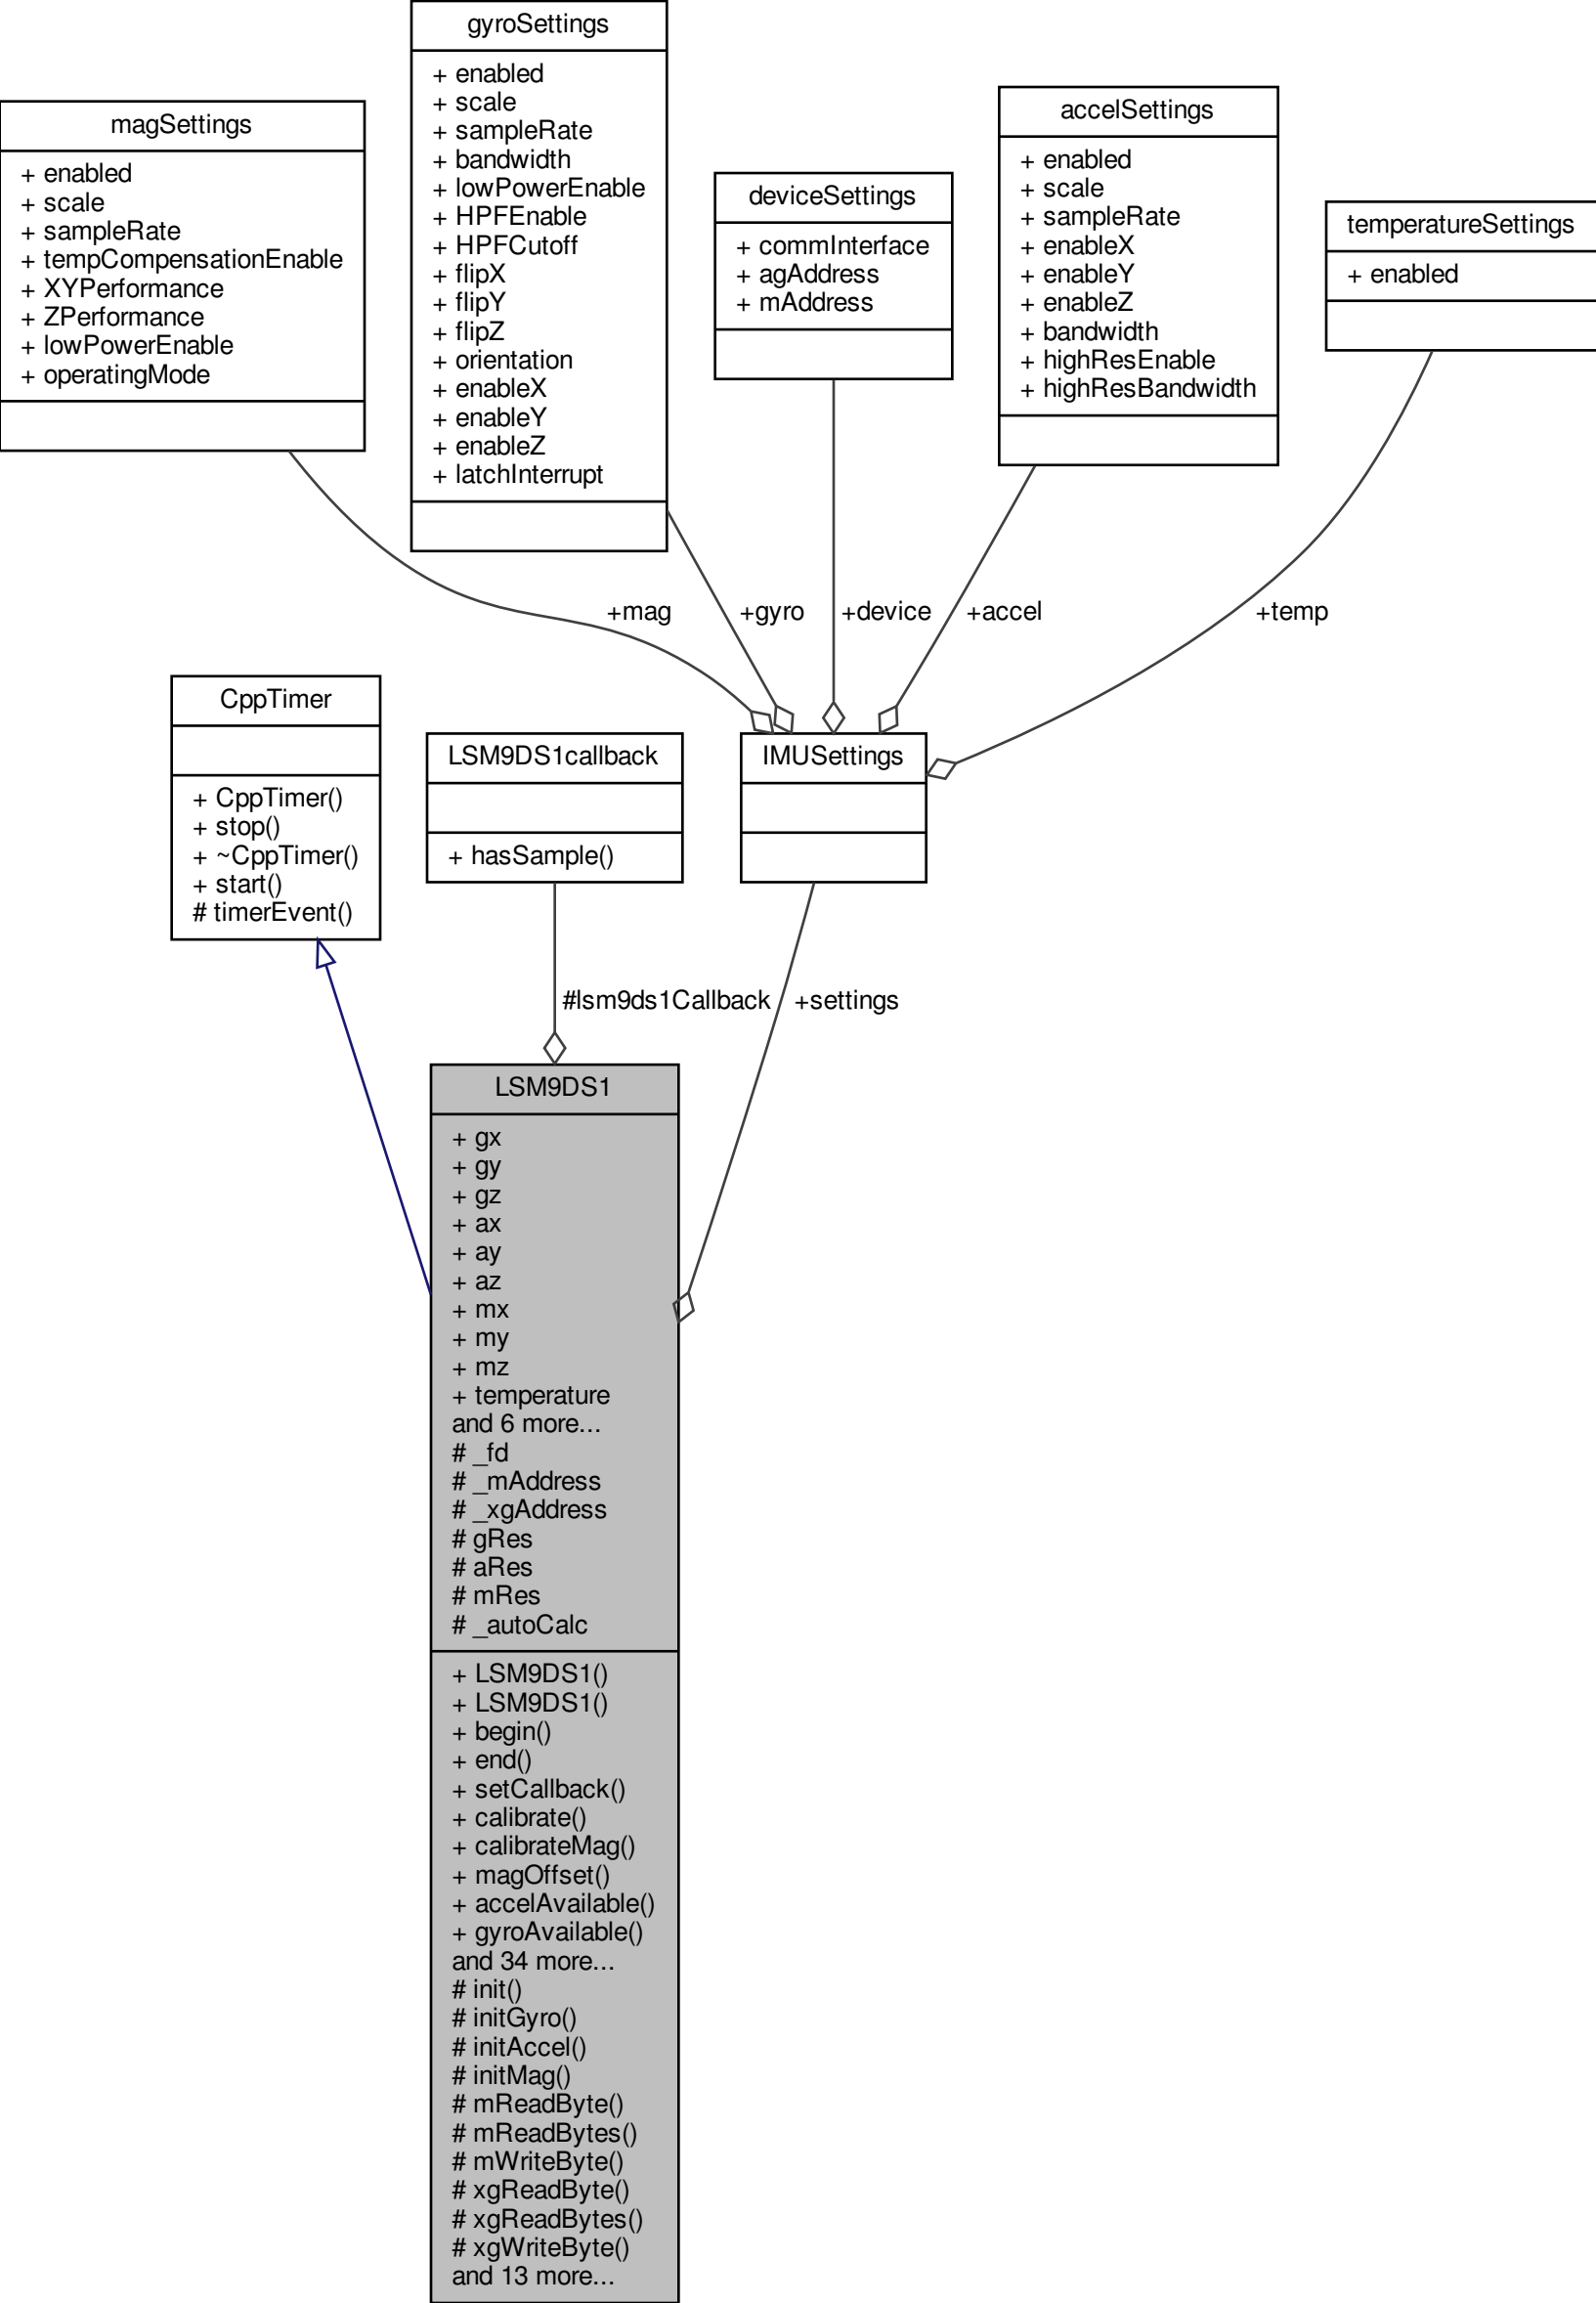 gyroSettings
+ enabled
+ scale
+ sampleRate
+ bandwidth
+ lowPowerEnable
+ HPFEnable
+ HPFCutoff
+ flipX
+ flipY
+ flipZ
+ orientation
+ enableX
+ enableY
+ enableZ
+ latchInterrupt
magSettings
+ enabled
+ scale
+ sampleRate
+ tempCompensationEnable
+ XYPerformance
+ ZPerformance
+ lowPowerEnable
+ operatingMode
deviceSettings
+ commInterface
+ agAddress
+ mAddress
accelSettings
+ enabled
+ scale
+ sampleRate
+ enableX
+ enableY
+ enableZ
+ bandwidth
+ highResEnable
+ highResBandwidth
temperatureSettings
+ enabled
+mag
+gyro
+device
+accel
+temp
CppTimer
+ CppTimer()
+ stop()
+ ~CppTimer()
+ start()
# timerEvent()
LSM9DS1callback
+ hasSample()
IMUSettings
#lsm9ds1Callback
+settings
LSM9DS1
+ gx
+ gy
+ gz
+ ax
+ ay
+ az
+ mx
+ my
+ mz
+ temperature
and 6 more...
# _fd
# _mAddress
# _xgAddress
# gRes
# aRes
# mRes
# _autoCalc
+ LSM9DS1()
+ LSM9DS1()
+ begin()
+ end()
+ setCallback()
+ calibrate()
+ calibrateMag()
+ magOffset()
+ accelAvailable()
+ gyroAvailable()
and 34 more...
# init()
# initGyro()
# initAccel()
# initMag()
# mReadByte()
# mReadBytes()
# mWriteByte()
# xgReadByte()
# xgReadBytes()
# xgWriteByte()
and 13 more...